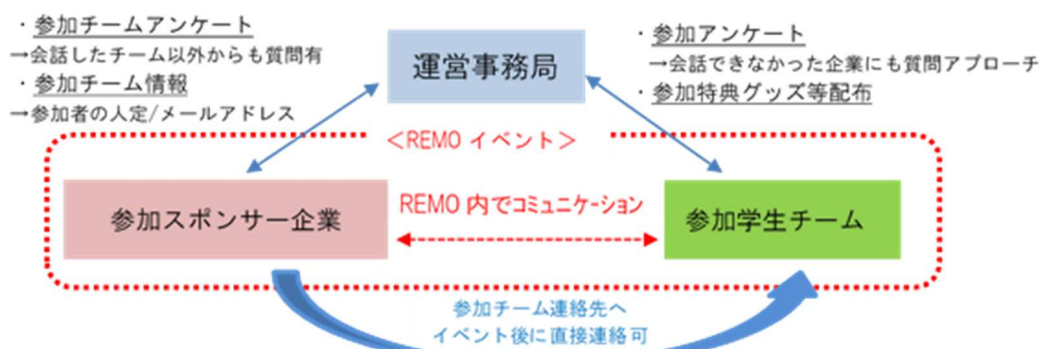 ・参加チームアンケート
→会話したチーム以外からも質問有
・参加チーム情報
→参加者の人定/メールアドレス
運営事務局
・参加アンケート
→会話できなかった企業にも質問アプローチ
・参加特典グッズ等配布
＜REMO イベント＞
参加スポンサー企業
REMO 内でコミュニケーション
参加学生チーム
参加チーム連絡先へ
イベント後に直接連絡可